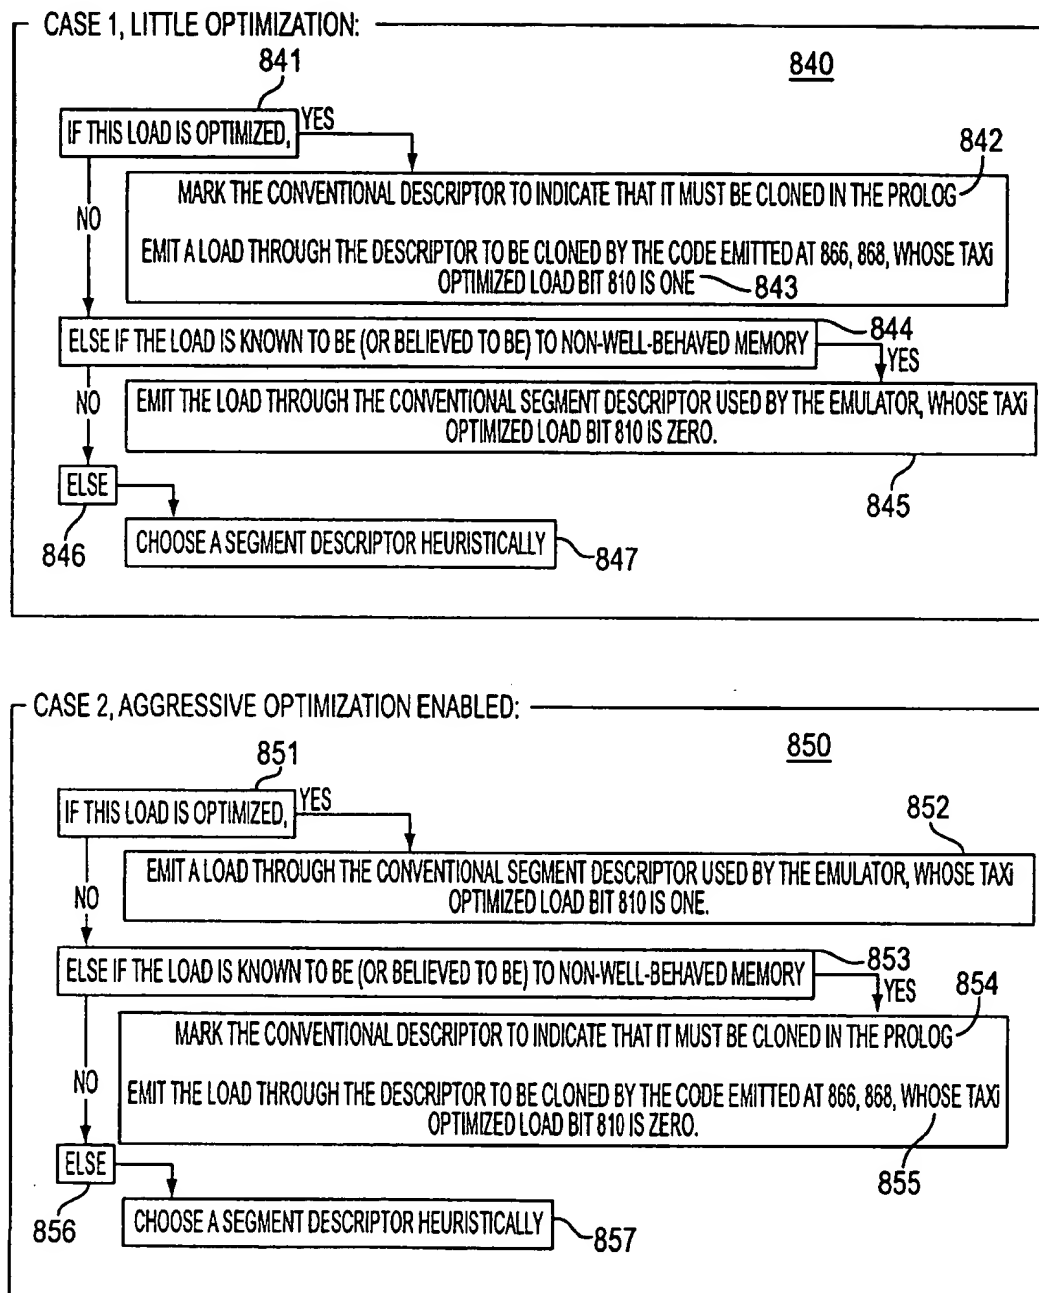 CASE 1, LITTLE OPTIMIZATION:
840
841
IF THIS LOAD IS OPTIMIZED,
YES
842
MARK THE CONVENTIONAL DESCRIPTOR TO INDICATE THAT IT MUST BE CLONED IN THE PROLOG
NO
EMIT A LOAD THROUGH THE DESCRIPTOR TO BE CLONED BY THE CODE EMITTED AT 866, 868, WHOSE TAXi
OPTIMIZED LOAD BIT 810 IS ONE
843
844
ELSE IF THE LOAD IS KNOWN TO BE (OR BELIEVED TO BE) TO NON-WELL-BEHAVED MEMORY
YES
NO
EMIT THE LOAD THROUGH THE CONVENTIONAL SEGMENT DESCRIPTOR USED BY THE EMULATOR, WHOSE TAXi
OPTIMIZED LOAD BIT 810 IS ZERO.
845
ELSE
846
CHOOSE A SEGMENT DESCRIPTOR HEURISTICALLY
847
CASE 2, AGGRESSIVE OPTIMIZATION ENABLED:
850
851
IF THIS LOAD IS OPTIMIZED,
YES
852
EMIT A LOAD THROUGH THE CONVENTIONAL SEGMENT DESCRIPTOR USED BY THE EMULATOR, WHOSE TAXi
OPTIMIZED LOAD BIT 810 IS ONE.
NO
853
ELSE IF THE LOAD IS KNOWN TO BE (OR BELIEVED TO BE) TO NON-WELL-BEHAVED MEMORY
YES
854
MARK THE CONVENTIONAL DESCRIPTOR TO INDICATE THAT IT MUST BE CLONED IN THE PROLOG
NO
EMIT THE LOAD THROUGH THE DESCRIPTOR TO BE CLONED BY THE CODE EMITTED AT 866, 868, WHOSE TAXi
OPTIMIZED LOAD BIT 810 IS ZERO.
855
ELSE
856
CHOOSE A SEGMENT DESCRIPTOR HEURISTICALLY
857